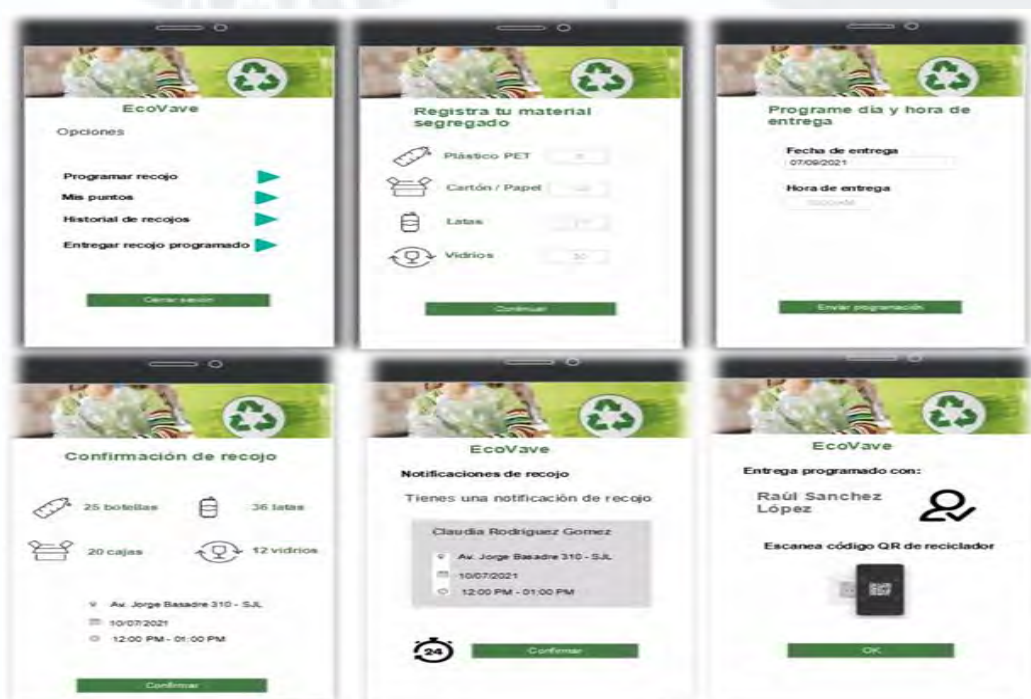 EcoVave
Opciones
Programar recojo
Mis puntos
Historial de recojos
Entregar recojo programado
Cerrar sesión
Registra tu material
segregado
Plástico PET
Cartón / Papel
Latas
Vidrios
Continuar
Programe día y hora de
entrega
Fecha de entrega
07/09/2021
Hora de entrega
Enviar programación
Confirmación de recojo
25 botellas
36 latas
20 cajas
12 vidrios
Av. Jorge Basadre 310 - SJL
10/07/2021
12:00 PM - 01:00 PM
Confirmar
EcoVave
Notificaciones de recojo
Tienes una notificación de recojo
Claudia Rodriguez Gomez
Av. Jorge Basadre 310 - SJL
10/07/2021
12:00 PM - 01:00 PM
24
Confirmar
EcoVave
Entrega programado con:
Raúl Sanchez
López
Escanea código QR de reciclador
OK